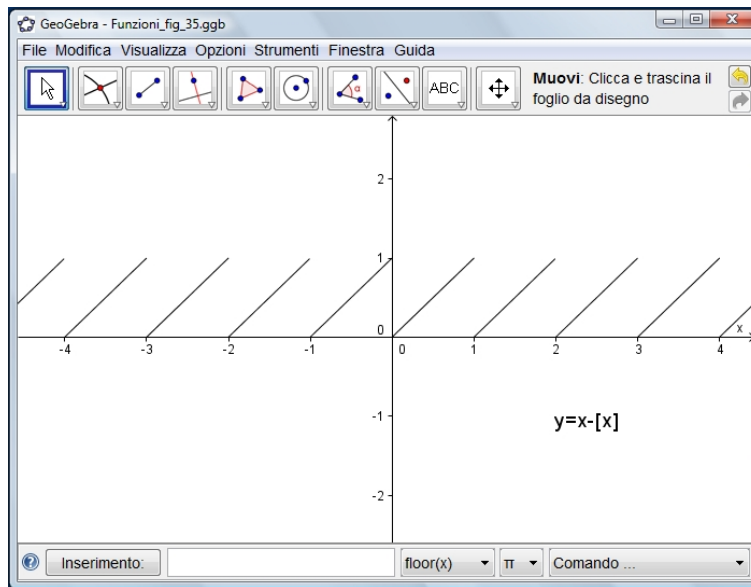 GeoGebra - Funzioni_fig_35.ggb
File Modifica Visualizza Opzioni Strumenti Finestra Guida
ABC
α
Muovi: Clicca e trascina il
foglio da disegno
2
1
0
-4 -3 -2 -1 0 1 2 3 4
x
-1
y=x-[x]
-2
Inserimento:
floor(x)
π
Comando ...